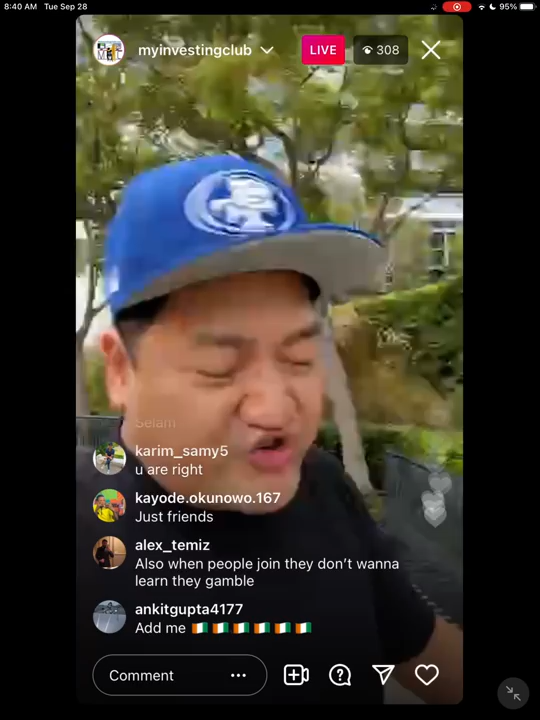 8:40 AM Tue Sep 28
95%
myinvestingclub
LIVE
308
Selam
karim_samy5
u are right
kayode.okunowo.167
Just friends
alex_temiz
Also when people join they don’t wanna
learn they gamble
ankitgupta4177
Add me 🇨🇮🇨🇮🇨🇮🇨🇮🇨🇮🇨🇮
Comment